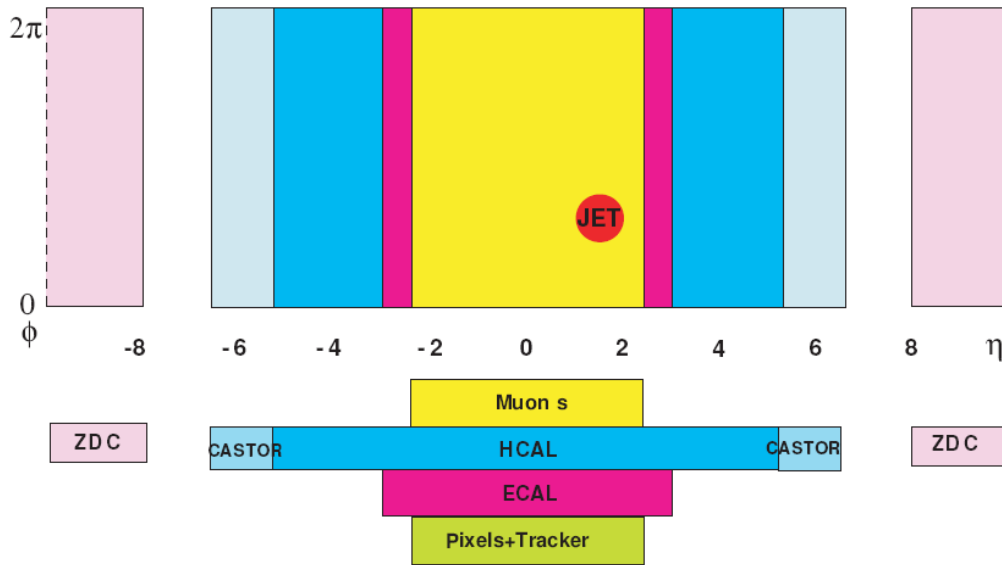 2π
JET
0
ϕ
-8 -6 -4 -2 0 2 4 6 8 η
Muon s
ZDC CASTOR HCAL CASTOR ZDC
ECAL
Pixels+Tracker